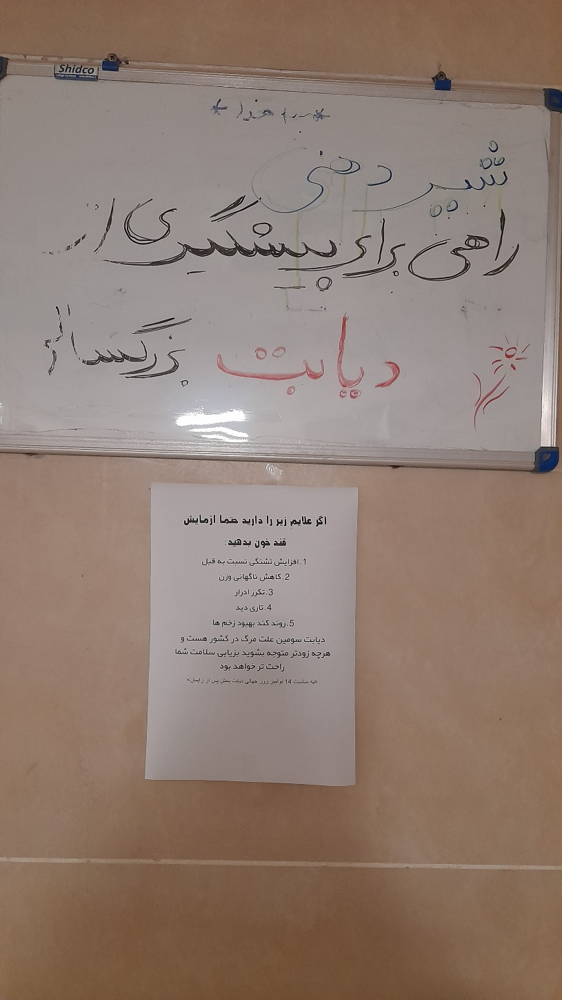 Shidco
خدا
شیر دهی
راهی برای پیشگیری از
دیابت بزرگسالی
اگر علایم زیر را دارید حتما ازمایش
قند خون بدهید:
1.افزایش تشنگی نسبت به قبل
2.کاهش ناگهانی وزن
3.تکرر ادرار
4.تاری دید
5.روند کند بهبود زخم ها
دیابت سومین علت مرگ در کشور هست و
هرچه زودتر متوجه بشوید بزیابی سلامت شما
راحت تر خواهد بود
<به مناسبت 14 نوامبر روز جهانی دیابت بخش پس از زایمان>